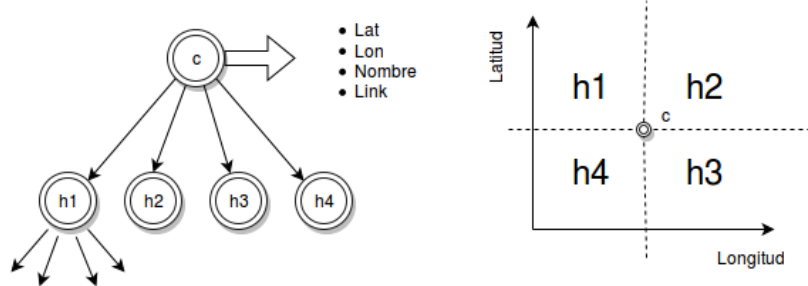 c
Lat
Lon
Nombre
Link
h1
h2
h3
h4
Latitud
h1
h2
c
h4
h3
Longitud